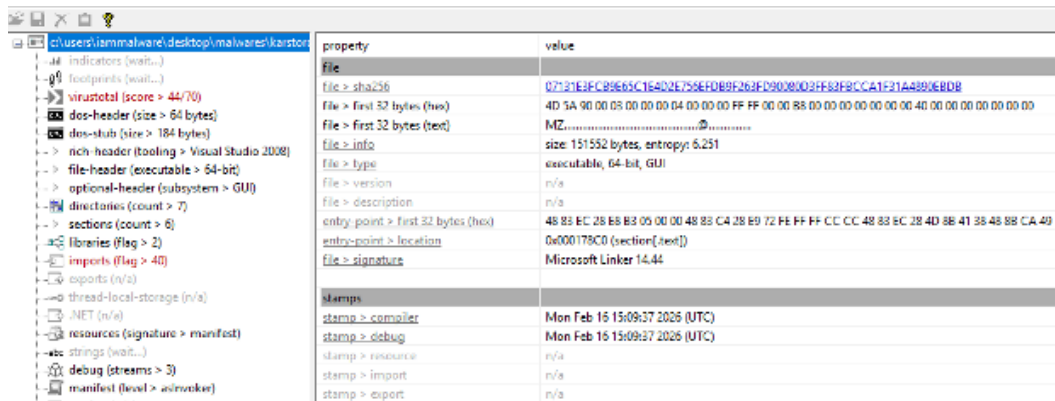 c:\users\iammalware\desktop\malwares\karstor
indicators (wait...)
footprints (wait...)
virustotal (score > 44/70)
dos-header (size > 64 bytes)
dos-stub (size > 184 bytes)
rich-header (tooling > Visual Studio 2008)
file-header (executable > 64-bit)
optional-header (subsystem > GUI)
directories (count > 7)
sections (count > 6)
libraries (flag > 2)
imports (flag > 40)
exports (n/a)
thread-local-storage (n/a)
.NET (n/a)
resources (signature > manifest)
abc strings (wait...)
debug (streams > 3)
manifest (level > asInvoker)
property value
file
file > sha256
file > first 32 bytes (hex) 4D 5A 90 00 03 00 00 00 04 00 00 00 FF FF 00 00 B8 00 00 00 00 00 00 00 40 00 00 00 00 00 00 00
file > first 32 bytes (text) MZ..............................@..............
file > info size: 151552 bytes, entropy: 6.251
file > type executable, 64-bit, GUI
file > version n/a
file > description n/a
entry-point > first 32 bytes (hex) 48 83 EC 28 E8 B3 05 00 00 48 83 C4 28 E9 72 FE FF FF CC CC 48 83 EC 28 4D 8B 41 38 48 8B CA 49
entry-point > location 0x000178C0 (section[.text])
file > signature Microsoft Linker 14.44
stamps
stamp > compiler Mon Feb 16 15:09:37 2026 (UTC)
stamp > debug Mon Feb 16 15:09:37 2026 (UTC)
stamp > resource n/a
stamp > import n/a
stamp > export n/a